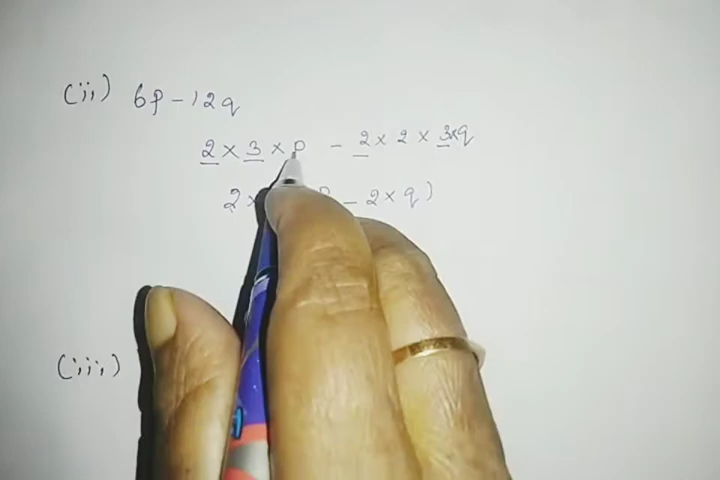 (ii) 6p - 12q
2 × 3 × p - 2 × 2 × 3×q
2 × p - 2 × q)
(iii)